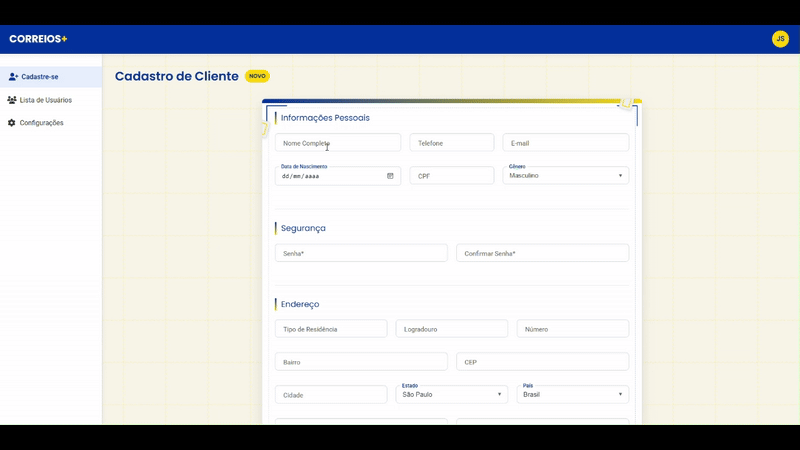 CORREIOS+
JS
Cadastre-se
Lista de Usuários
Configurações
Cadastro de Cliente NOVO
Informações Pessoais
Nome Completo Telefone E-mail
Data de Nascimento Gênero
dd/mm/aaaa CPF Masculino
Segurança
Senha* Confirmar Senha*
Endereço
Tipo de Residência Logradouro Número
Bairro CEP
Estado País
Cidade São Paulo Brasil